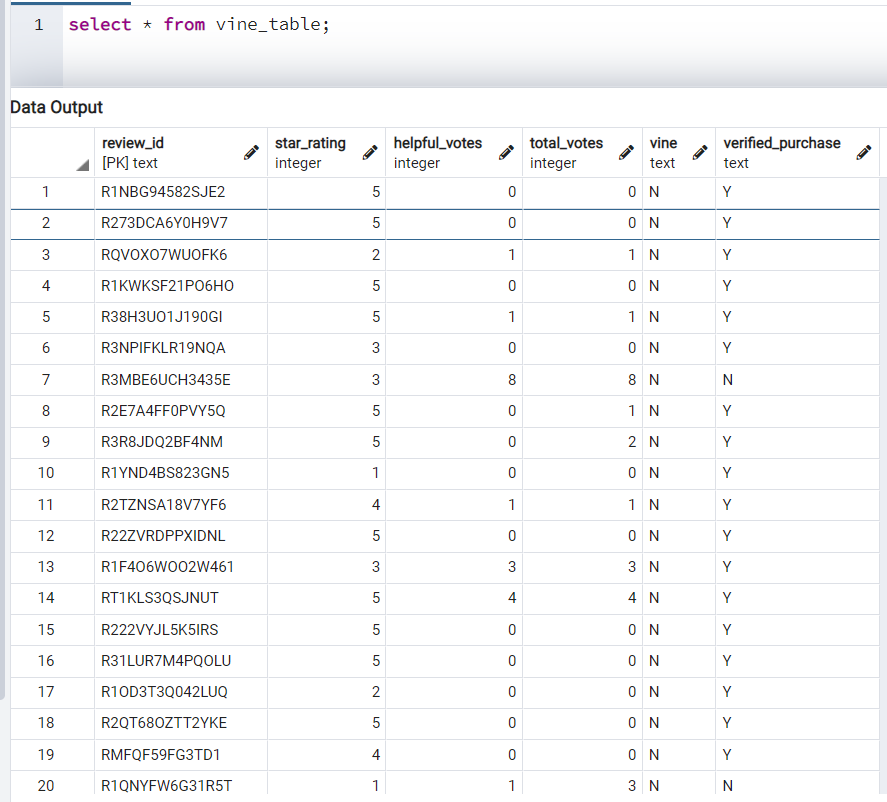 1 select * from vine_table;
Data Output
review_id star_rating helpful_votes total_votes vine verified_purchase
[PK] text integer integer integer text text
1 R1NBG94582SJE2 5 0 0 N Y
2 R273DCA6Y0H9V7 5 0 0 N Y
3 RQVOXO7WUOFK6 2 1 1 N Y
4 R1KWKSF21PO6HO 5 0 0 N Y
5 R38H3UO1J190GI 5 1 1 N Y
6 R3NPIFKLR19NQA 3 0 0 N Y
7 R3MBE6UCH3435E 3 8 8 N N
8 R2E7A4FF0PVY5Q 5 0 1 N Y
9 R3R8JDQ2BF4NM 5 0 2 N Y
10 R1YND4BS823GN5 1 0 0 N Y
11 R2TZNSA18V7YF6 4 1 1 N Y
12 R22ZVRDPPXIDNL 5 0 0 N Y
13 R1F4O6WOO2W461 3 3 3 N Y
14 RT1KLS3QSJNUT 5 4 4 N Y
15 R222VYJL5K5IRS 5 0 0 N Y
16 R31LUR7M4PQOLU 5 0 0 N Y
17 R1OD3T3Q042LUQ 2 0 0 N Y
18 R2QT68OZTT2YKE 5 0 0 N Y
19 RMFQF59FG3TD1 4 0 0 N Y
20 R1QNYFW6G31R5T 1 1 3 N N